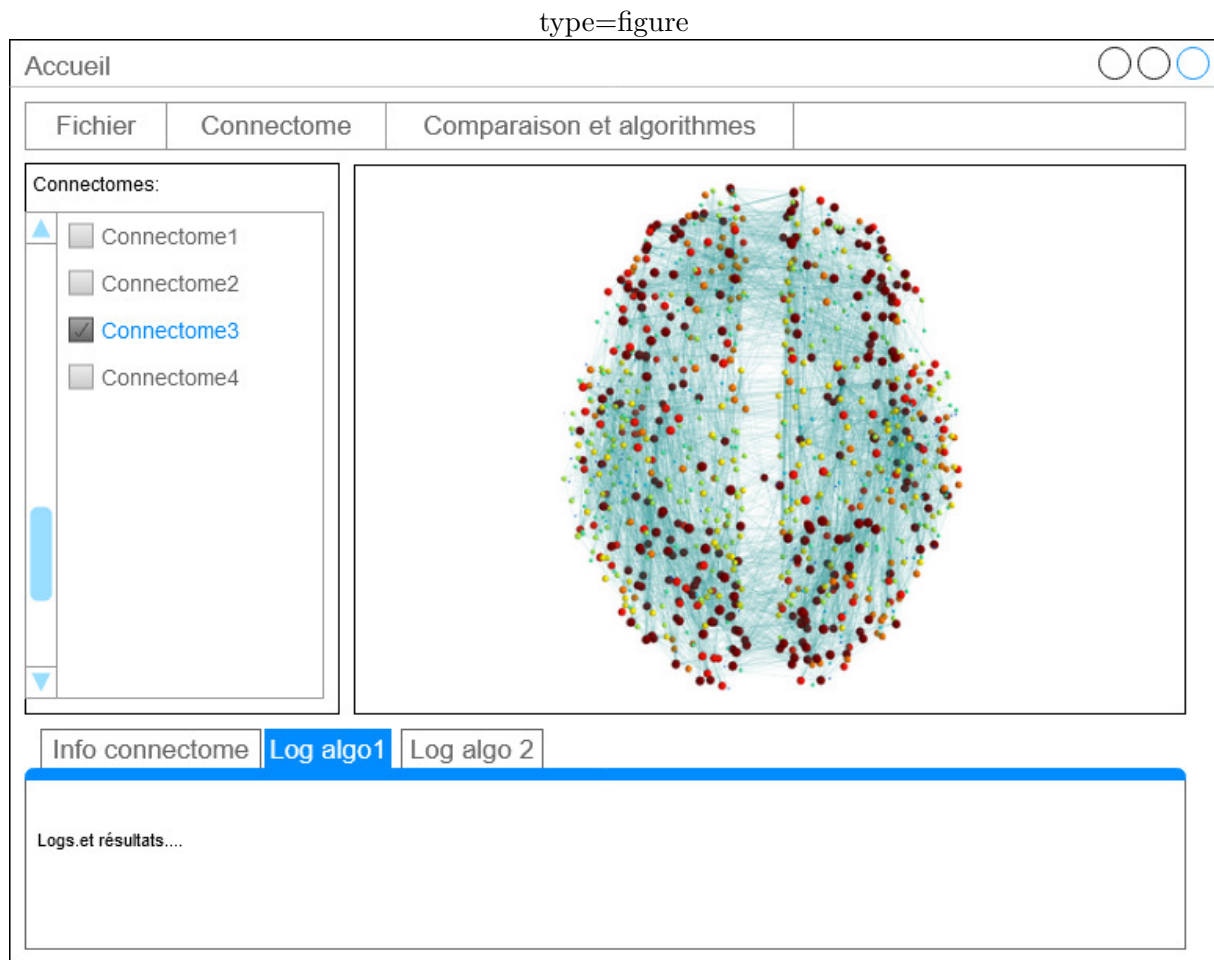 type=figure
Accueil
Fichier Connectome Comparaison et algorithmes
Connectomes:
Connectome1
Connectome2
Connectome3
Connectome4
Info connectome Log algo1 Log algo 2
Logs.et résultats....